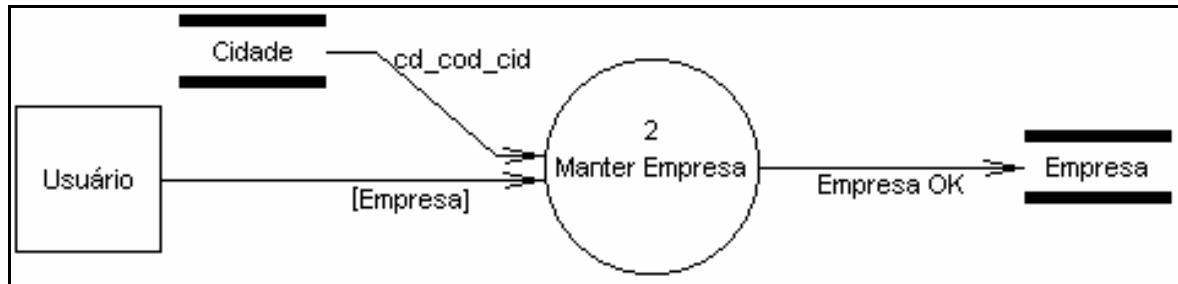 Cidade
cd_cod_cid
Usuário
[Empresa]
2
Manter Empresa
Empresa OK
Empresa